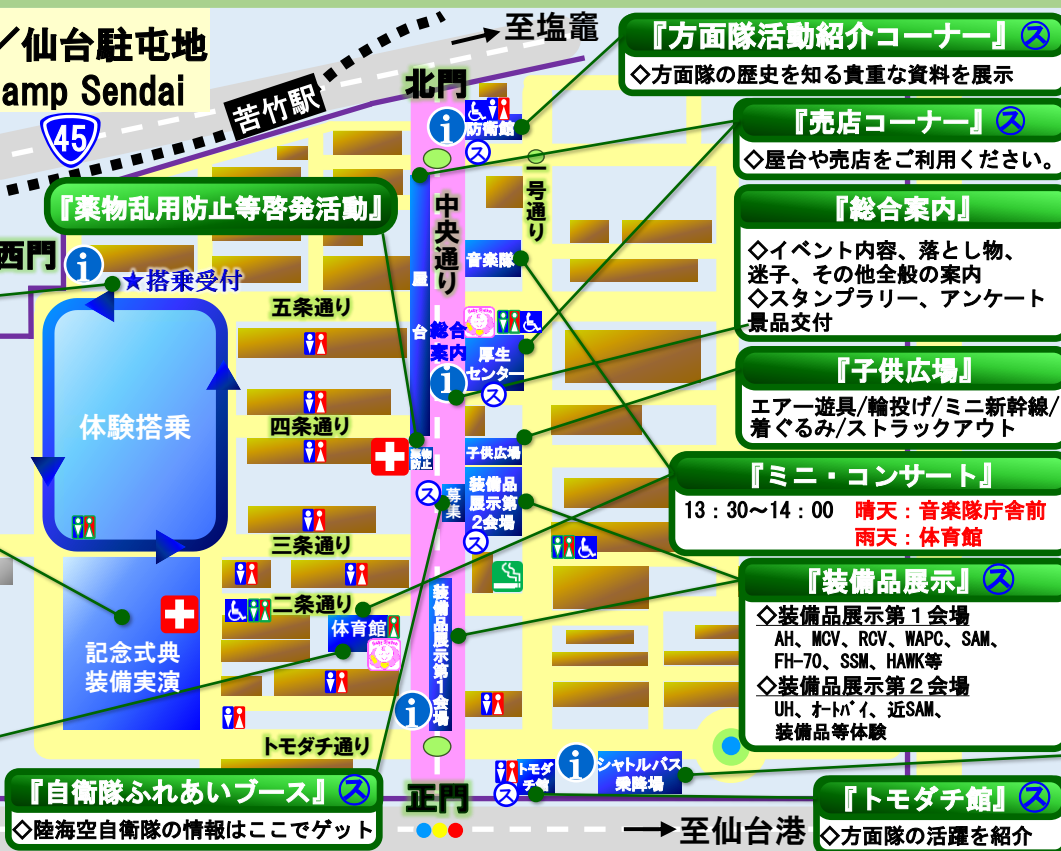 ／仙台駐屯地
amp Sendai
45
苦竹駅
至塩竈
北門
防衛館
ス
『方面隊活動紹介コーナー』ス
◇方面隊の歴史を知る貴重な資料を展示
『売店コーナー』ス
◇屋台や売店をご利用ください。
『薬物乱用防止等啓発活動』
中央通り
一号通り
『総合案内』
◇イベント内容、落とし物、
迷子、その他全般の案内
◇スタンプラリー、アンケート
景品交付
西門
★搭乗受付
音楽隊
屋台
五条通り
総合
案内
厚生
センター
ス
『子供広場』
エアー遊具/輪投げ/ミニ新幹線/
着ぐるみ/ストラックアウト
体験搭乗
四条通り
薬物
防止
子供広場
『ミニ・コンサート』
13：30～14：00 晴天：音楽隊庁舎前
雨天：体育館
ス
募集
装備品
展示第
2会場
ス
三条通り
『装備品展示』ス
◇装備品展示第１会場
AH、MCV、RCV、WAPC、SAM、
FH-70、SSM、HAWK等
◇装備品展示第２会場
UH、ｵｰﾄﾊﾞｲ、近SAM、
装備品等体験
二条通り
体育館
装備品展示第1会場
記念式典
装備実演
トモダチ通り
トモダ
チ館
ス
シャトルバス
乗降場
『自衛隊ふれあいブース』ス
◇陸海空自衛隊の情報はここでゲット
正門
至仙台港
『トモダチ館』ス
◇方面隊の活躍を紹介